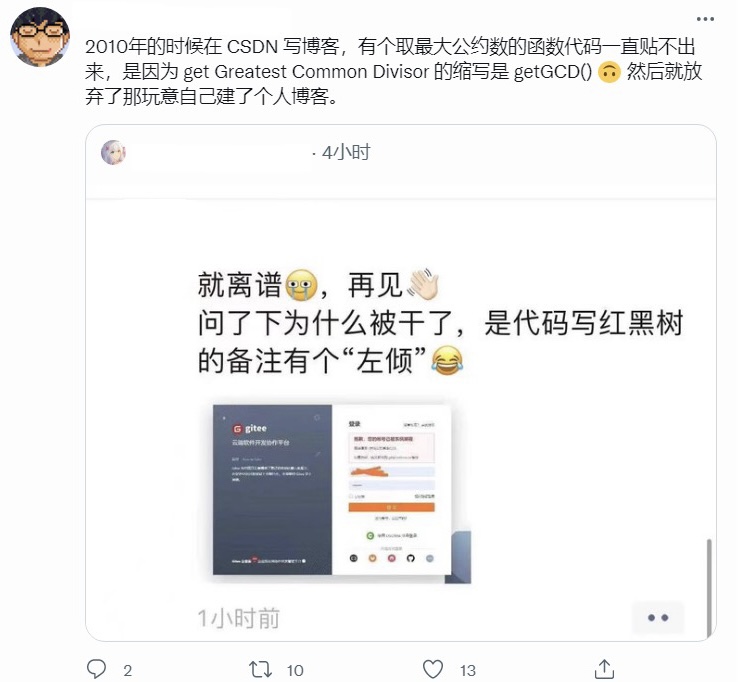 2010年的时候在 CSDN 写博客，有个取最大公约数的函数代码一直贴不出
来，是因为 get Greatest Common Divisor 的缩写是 getGCD() 🙃 然后就放
弃了那玩意自己建了个人博客。
· 4小时
就离谱🥹，再见👋🏻
问了下为什么被干了，是代码写红黑树
的备注有个“左倾”😂
gitee
云端软件开发协作平台
登录
1小时前
2
10
13